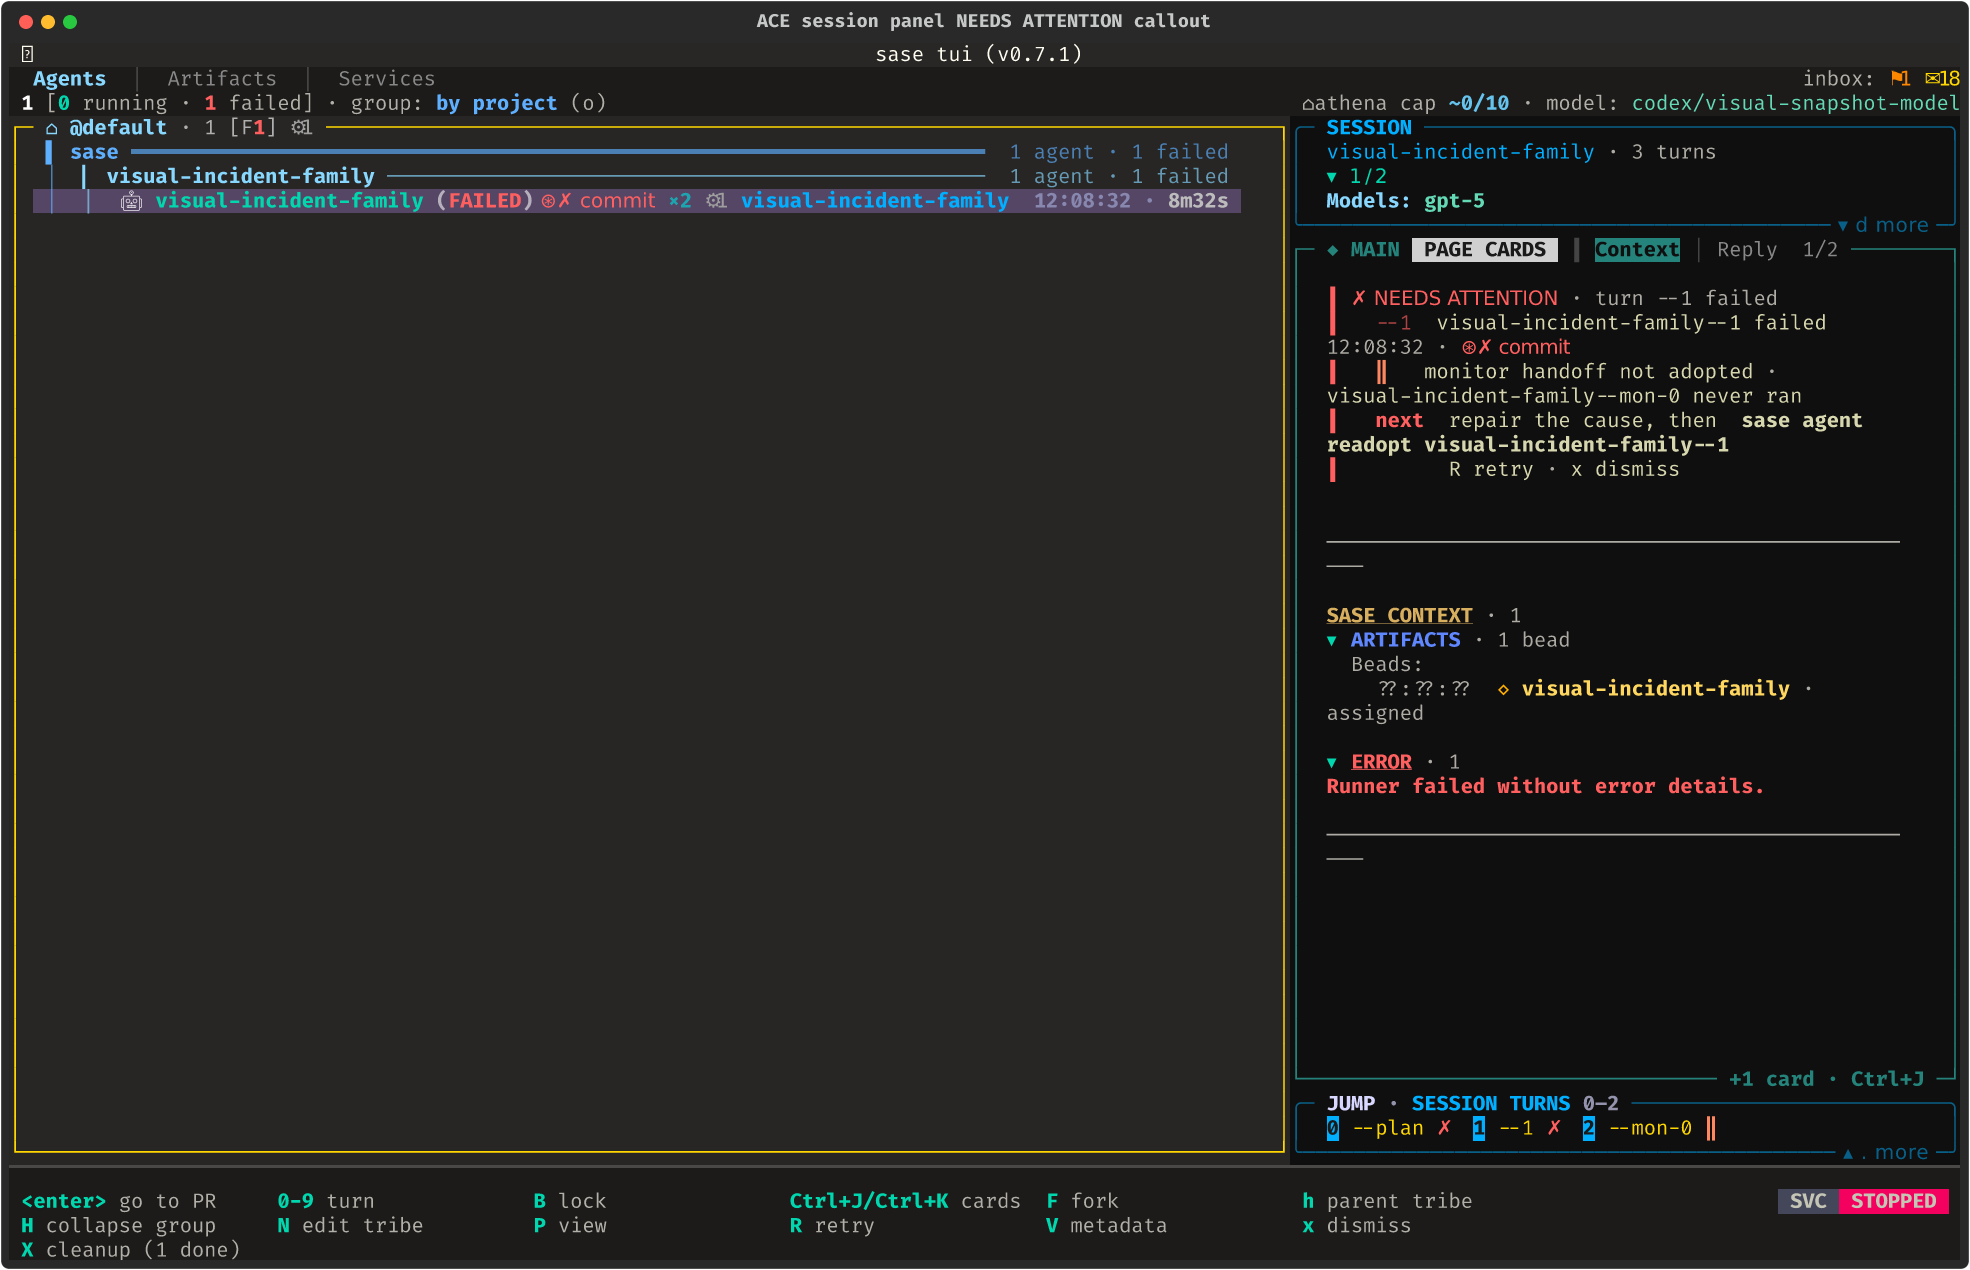 ACE session panel NEEDS ATTENTION callout
sase tui (v0.7.1)
Agents │ Artifacts │ Services
inbox: ⚑1 ✉18
1 [0 running · 1 failed] · group: by project (o)
⌂athena cap ~0/10 · model: codex/visual-snapshot-model
⌂ @default · 1 [F1] ⚙1
sase 1 agent · 1 failed
visual-incident-family 1 agent · 1 failed
🤖 visual-incident-family (FAILED) ⊛✗ commit ×2 ⚙1 visual-incident-family 12:08:32 · 8m32s
SESSION
visual-incident-family · 3 turns
▼ 1/2
Models: gpt-5
▼ d more
◆ MAIN PAGE CARDS │ Context │ Reply 1/2
✗ NEEDS ATTENTION · turn --1 failed
--1 visual-incident-family--1 failed
12:08:32 · ⊛✗ commit
‖ monitor handoff not adopted ·
visual-incident-family--mon-0 never ran
next repair the cause, then sase agent
readopt visual-incident-family--1
R retry · x dismiss
SASE CONTEXT · 1
▼ ARTIFACTS · 1 bead
Beads:
??:??:?? ◇ visual-incident-family ·
assigned
▼ ERROR · 1
Runner failed without error details.
+1 card · Ctrl+J
JUMP · SESSION TURNS 0–2
0 --plan ✗ 1 --1 ✗ 2 --mon-0 ‖
▲ . more
<enter> go to PR 0-9 turn B lock Ctrl+J/Ctrl+K cards F fork h parent tribe
H collapse group N edit tribe P view R retry V metadata x dismiss
X cleanup (1 done)
SVC STOPPED